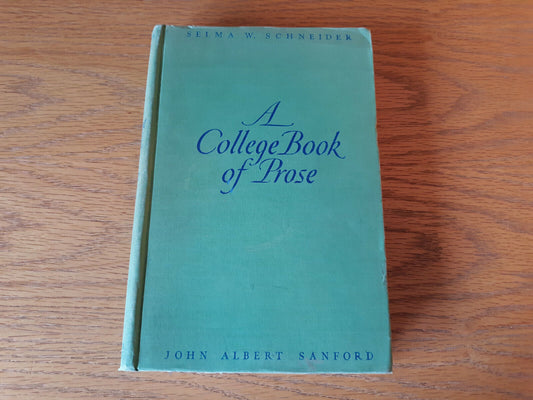 SELMA W. SCHNEIDER
A
College Book
of Prose
JOHN ALBERT SANFORD